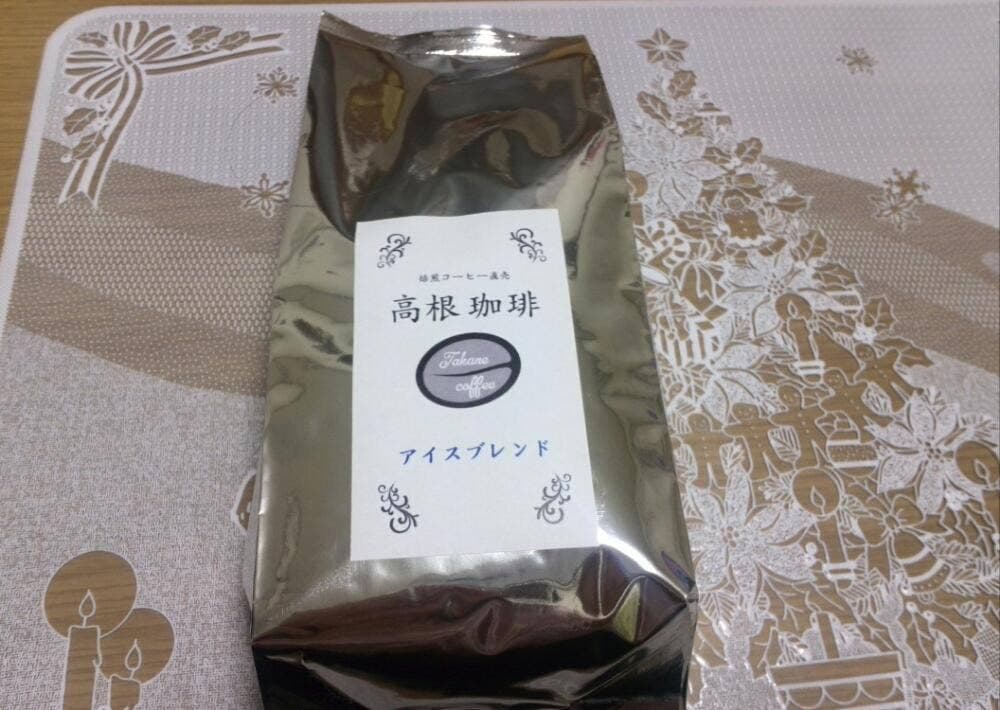 焙煎コーヒー直売
高根珈琲
Takane
coffee
アイスブレンド